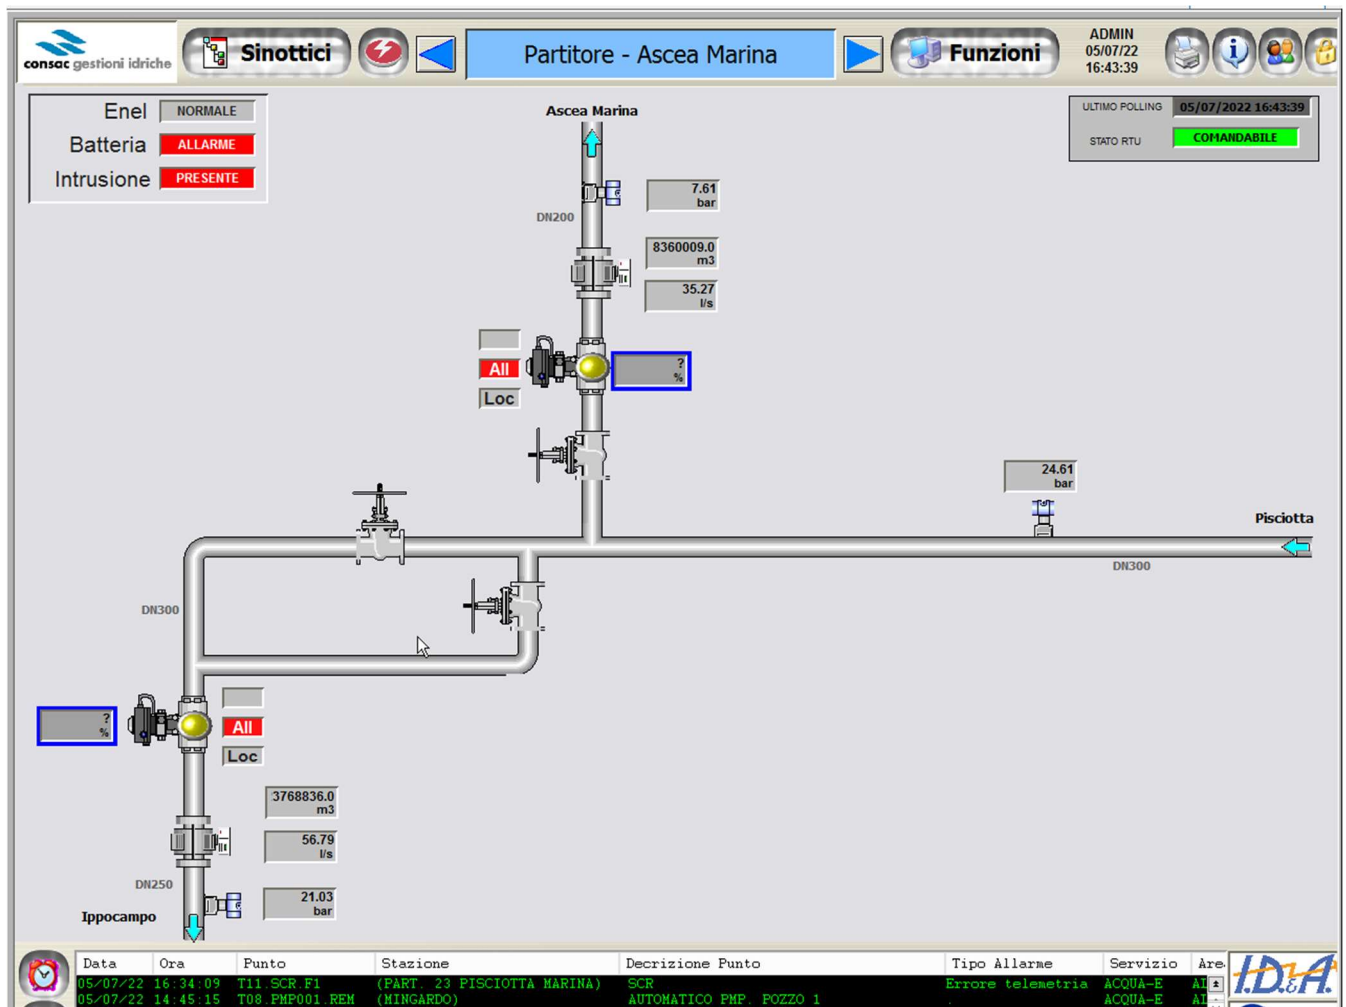 consac gestioni idriche
Sinottici
Partitore - Ascea Marina
Funzioni
ADMIN
05/07/22
16:43:39
Enel NORMALE
Batteria ALLARME
Intrusione PRESENTE
ULTIMO POLLING 05/07/2022 16:43:39
STATO RTU COMANDABILE
Ascea Marina
7.61
bar
DN200
8360009.0
m3
35.27
l/s
?
%
All
Loc
24.61
bar
Pisciotta
DN300
DN300
?
%
All
Loc
3768836.0
m3
56.79
l/s
DN250
21.03
bar
Ippocampo
Data Ora Punto Stazione Decrizione Punto Tipo Allarme Servizio Are
05/07/22 16:34:09 T11.SCR.F1 (PART. 23 PISCIOTTA MARINA) SCR Errore telemetria ACQUA-E AL
05/07/22 14:45:15 T08.PMP001.REM (MINGARDO) AUTOMATICO PMP. POZZO 1 . ACQUA-E AL
I.D.&A.